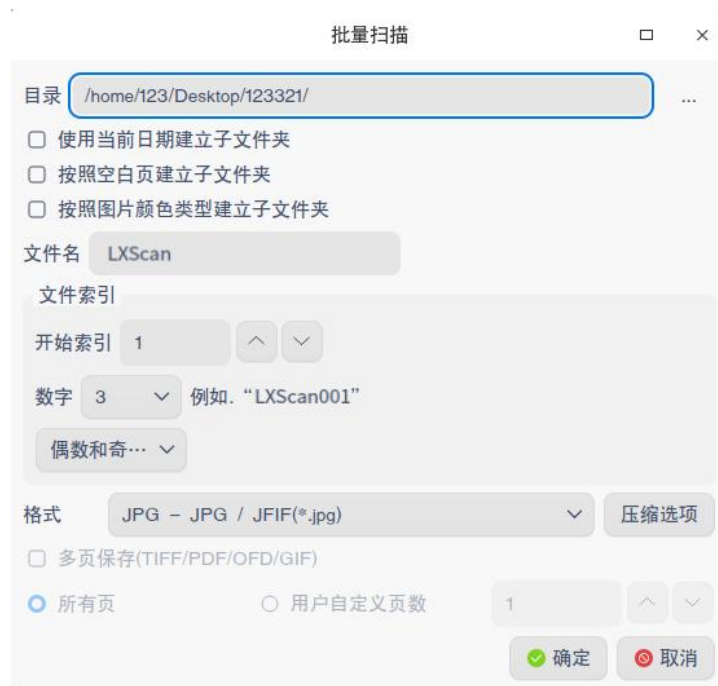 批量扫描
目录 /home/123/Desktop/123321/ ...
使用当前日期建立子文件夹
按照空白页建立子文件夹
按照图片颜色类型建立子文件夹
文件名 LXScan
文件索引
开始索引 1
数字 3 例如. “LXScan001”
偶数和奇…
格式 JPG – JPG / JFIF(*.jpg) 压缩选项
多页保存(TIFF/PDF/OFD/GIF)
所有页 用户自定义页数 1
确定 取消